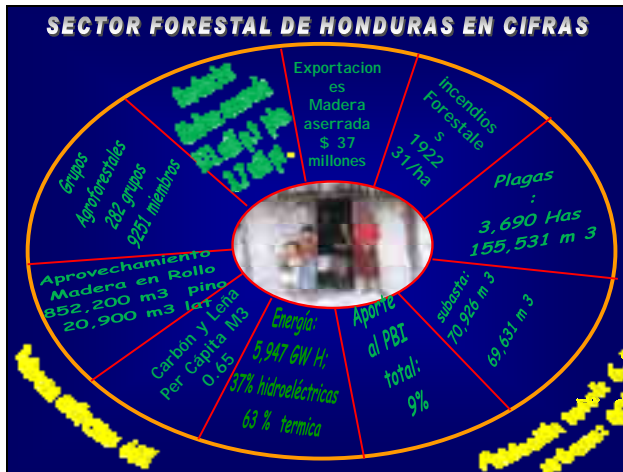 SECTOR FORESTAL DE HONDURAS EN CIFRAS
Exportacion
es
Madera
aserrada
$ 37
millones
incendios
Forestale
s
1922
31/ha
Plagas
:
3,690 Has
155,531 m 3
subasta:
70,926 m 3
69,631 m 3
Aporte
al PBI
total:
9%
Energía:
5,947 GW H;
37% hidroeléctricas
63 % termica
Carbón y Leña
Per Cápita M3
0.65
Aprovechamiento
Madera en Rollo
852,200 m3 pino
20,900 m3 lat
Grupos
Agroforestales
282 grupos
9251 miembros